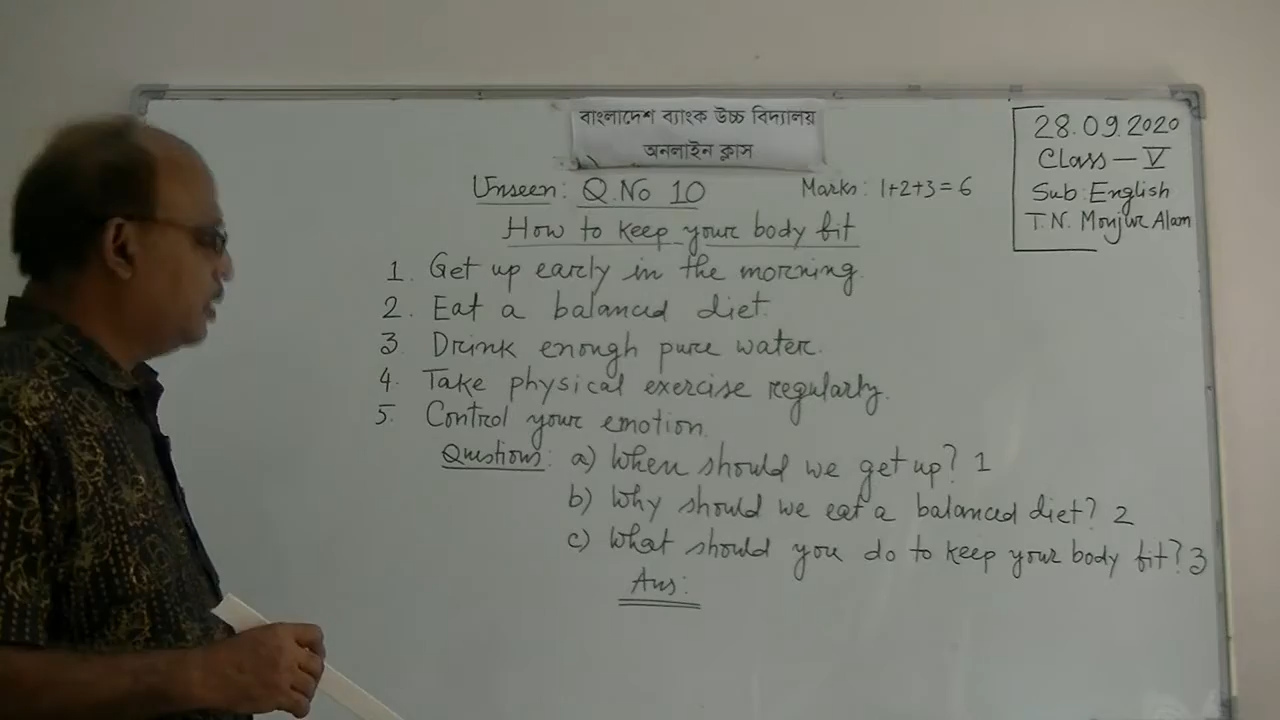 বাংলাদেশ ব্যাংক উচ্চ বিদ্যালয়
অনলাইন ক্লাস
28.09.2020
Class - V
Sub: English
T.N. Monjur Alam
Unseen: Q.No 10 Marks: 1+2+3=6
How to keep your body fit
1. Get up early in the morning.
2. Eat a balanced diet.
3. Drink enough pure water.
4. Take physical exercise regularly.
5. Control your emotion.
Questions: a) When should we get up? 1
b) Why should we eat a balanced diet? 2
c) What should you do to keep your body fit? 3
Ans: